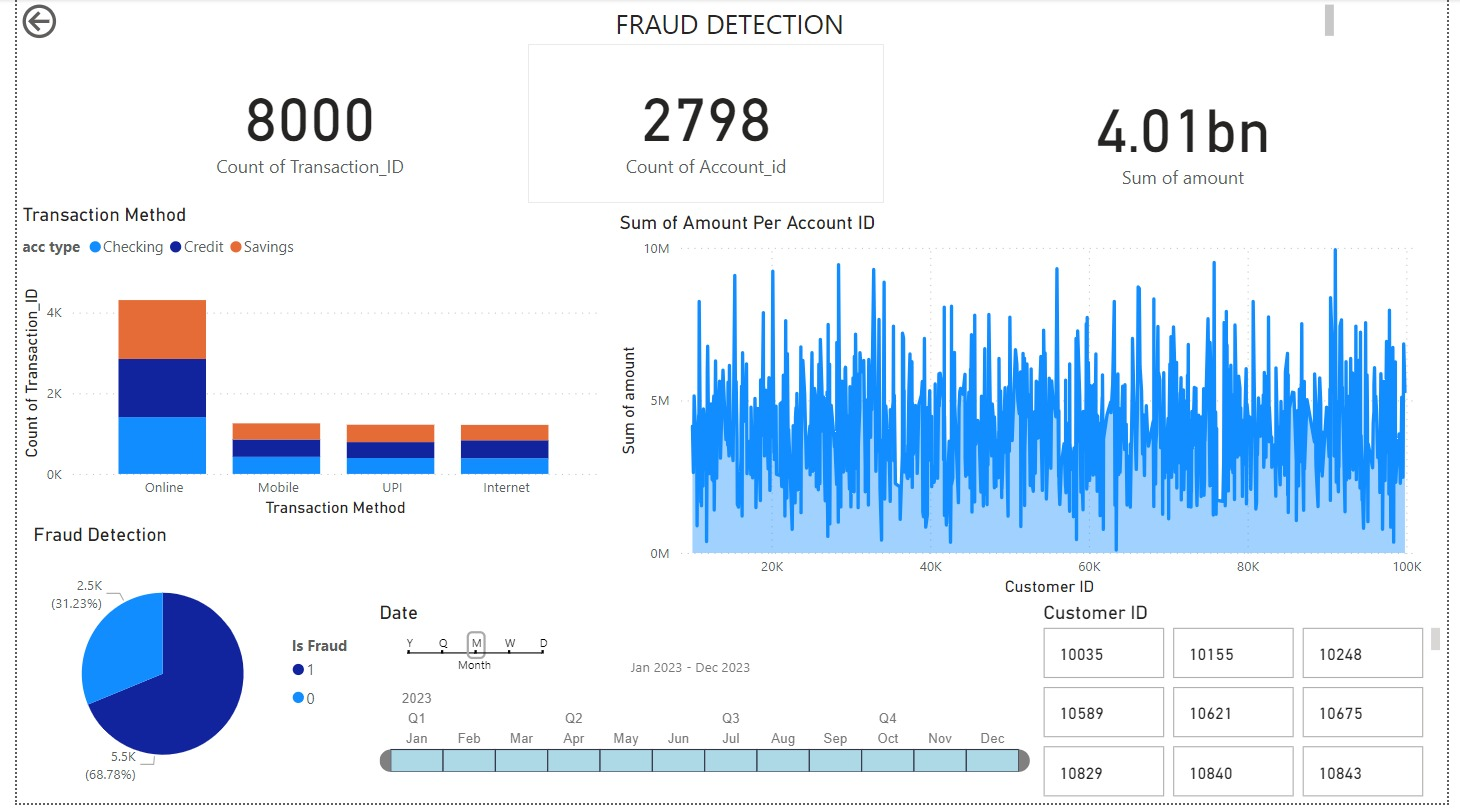 FRAUD DETECTION
8000
Count of Transaction_ID
2798
Count of Account_id
4.01bn
Sum of amount
Transaction Method
acc type Checking Credit Savings
Count of Transaction_ID
4K
2K
0K
Online Mobile UPI Internet
Transaction Method
Sum of Amount Per Account ID
Sum of amount
10M
5M
0M
20K 40K 60K 80K 100K
Customer ID
Fraud Detection
2.5K
(31.23%)
5.5K
(68.78%)
Is Fraud
1
0
Date
Y Q M W D
Month
Jan 2023 - Dec 2023
2023
Q1 Q2 Q3 Q4
Jan Feb Mar Apr May Jun Jul Aug Sep Oct Nov Dec
Customer ID
10035 10155 10248
10589 10621 10675
10829 10840 10843